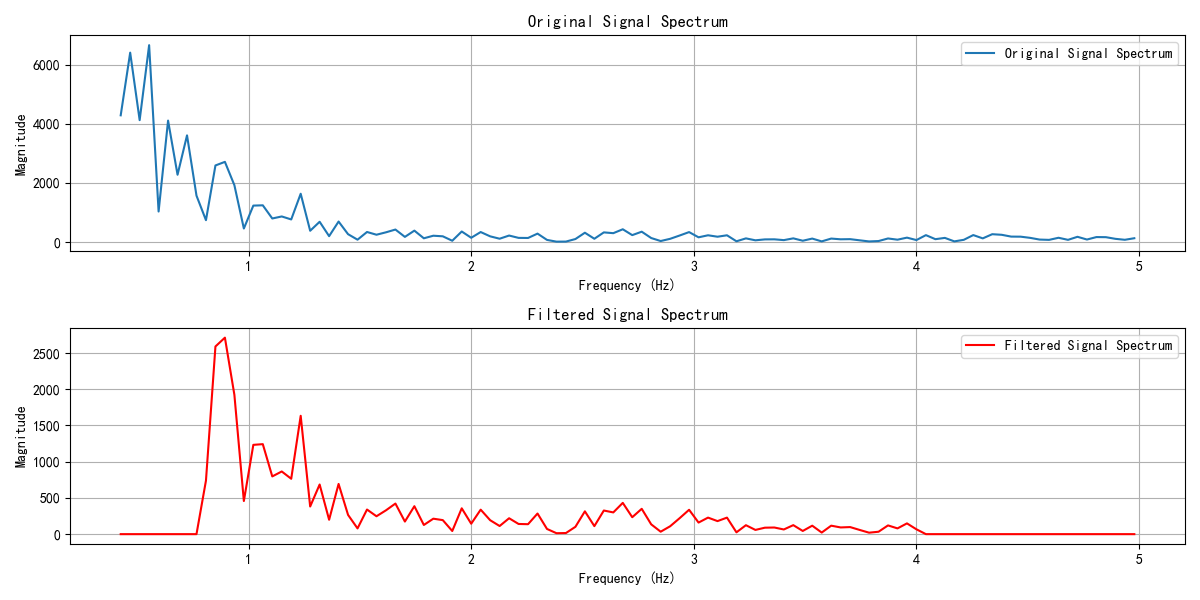 Original Signal Spectrum
Original Signal Spectrum
Magnitude
6000
4000
2000
0
1 2 3 4 5
Frequency (Hz)
Filtered Signal Spectrum
Filtered Signal Spectrum
Magnitude
2500
2000
1500
1000
500
0
1 2 3 4 5
Frequency (Hz)